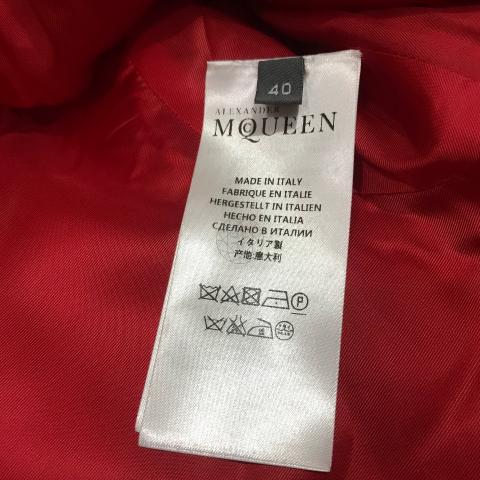 40
ALEXANDER
MCQUEEN
MADE IN ITALY
FABRIQUE EN ITALIE
HERGESTELLT IN ITALIEN
HECHO EN ITALIA
СДЕЛАНО В ИТАЛИИ
イタリア製
产地:意大利
P